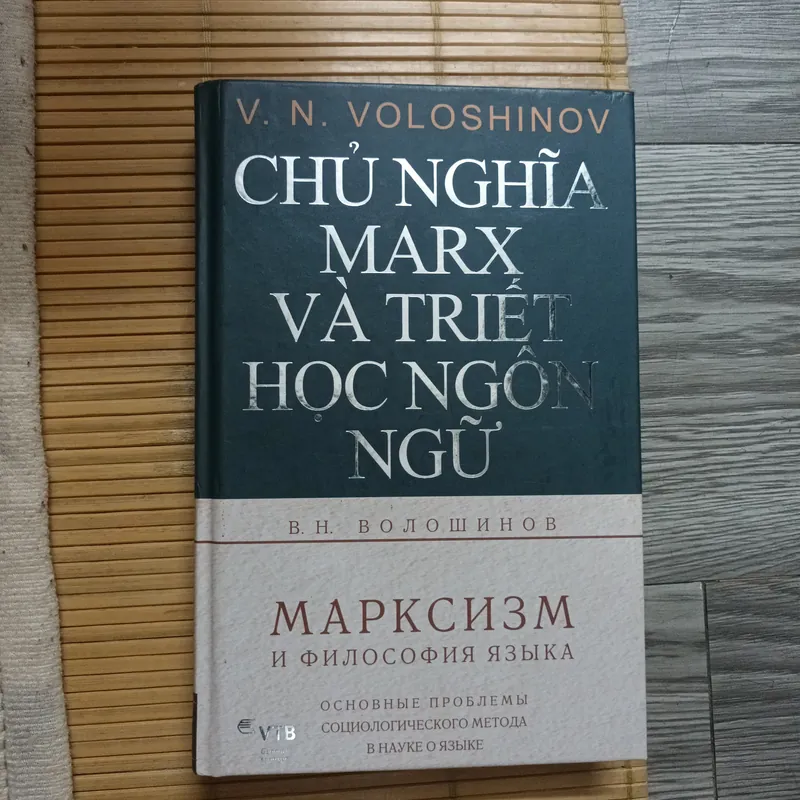 V. N. VOLOSHINOV
CHỦ NGHĨA
MARX
VÀ TRIẾT
HỌC NGÔN
NGỮ
В. Н. ВОЛОШИНОВ
МАРКСИЗМ
И ФИЛОСОФИЯ ЯЗЫКА
ОСНОВНЫЕ ПРОБЛЕМЫ
СОЦИОЛОГИЧЕСКОГО МЕТОДА
В НАУКЕ О ЯЗЫКЕ
VTB